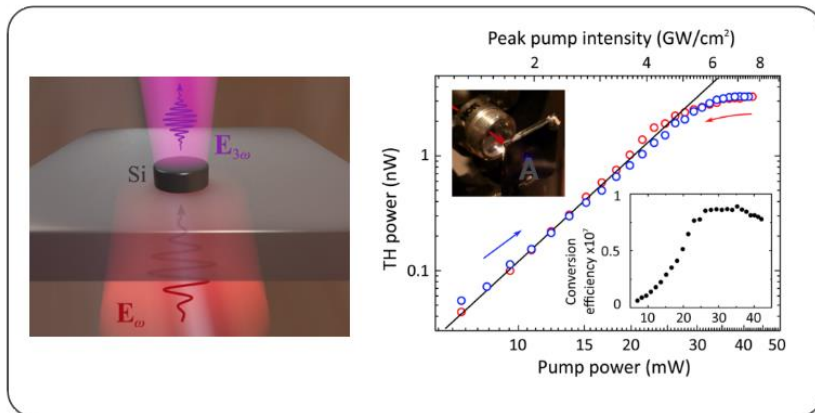 E3ω
Si
Eω
Peak pump intensity (GW/cm²)
2 4 6 8
TH power (nW)
1
0.1
A
Conversion
efficiency x10⁷
1
0.5
0
10 20 30 40
10 20 30 40 50
Pump power (mW)